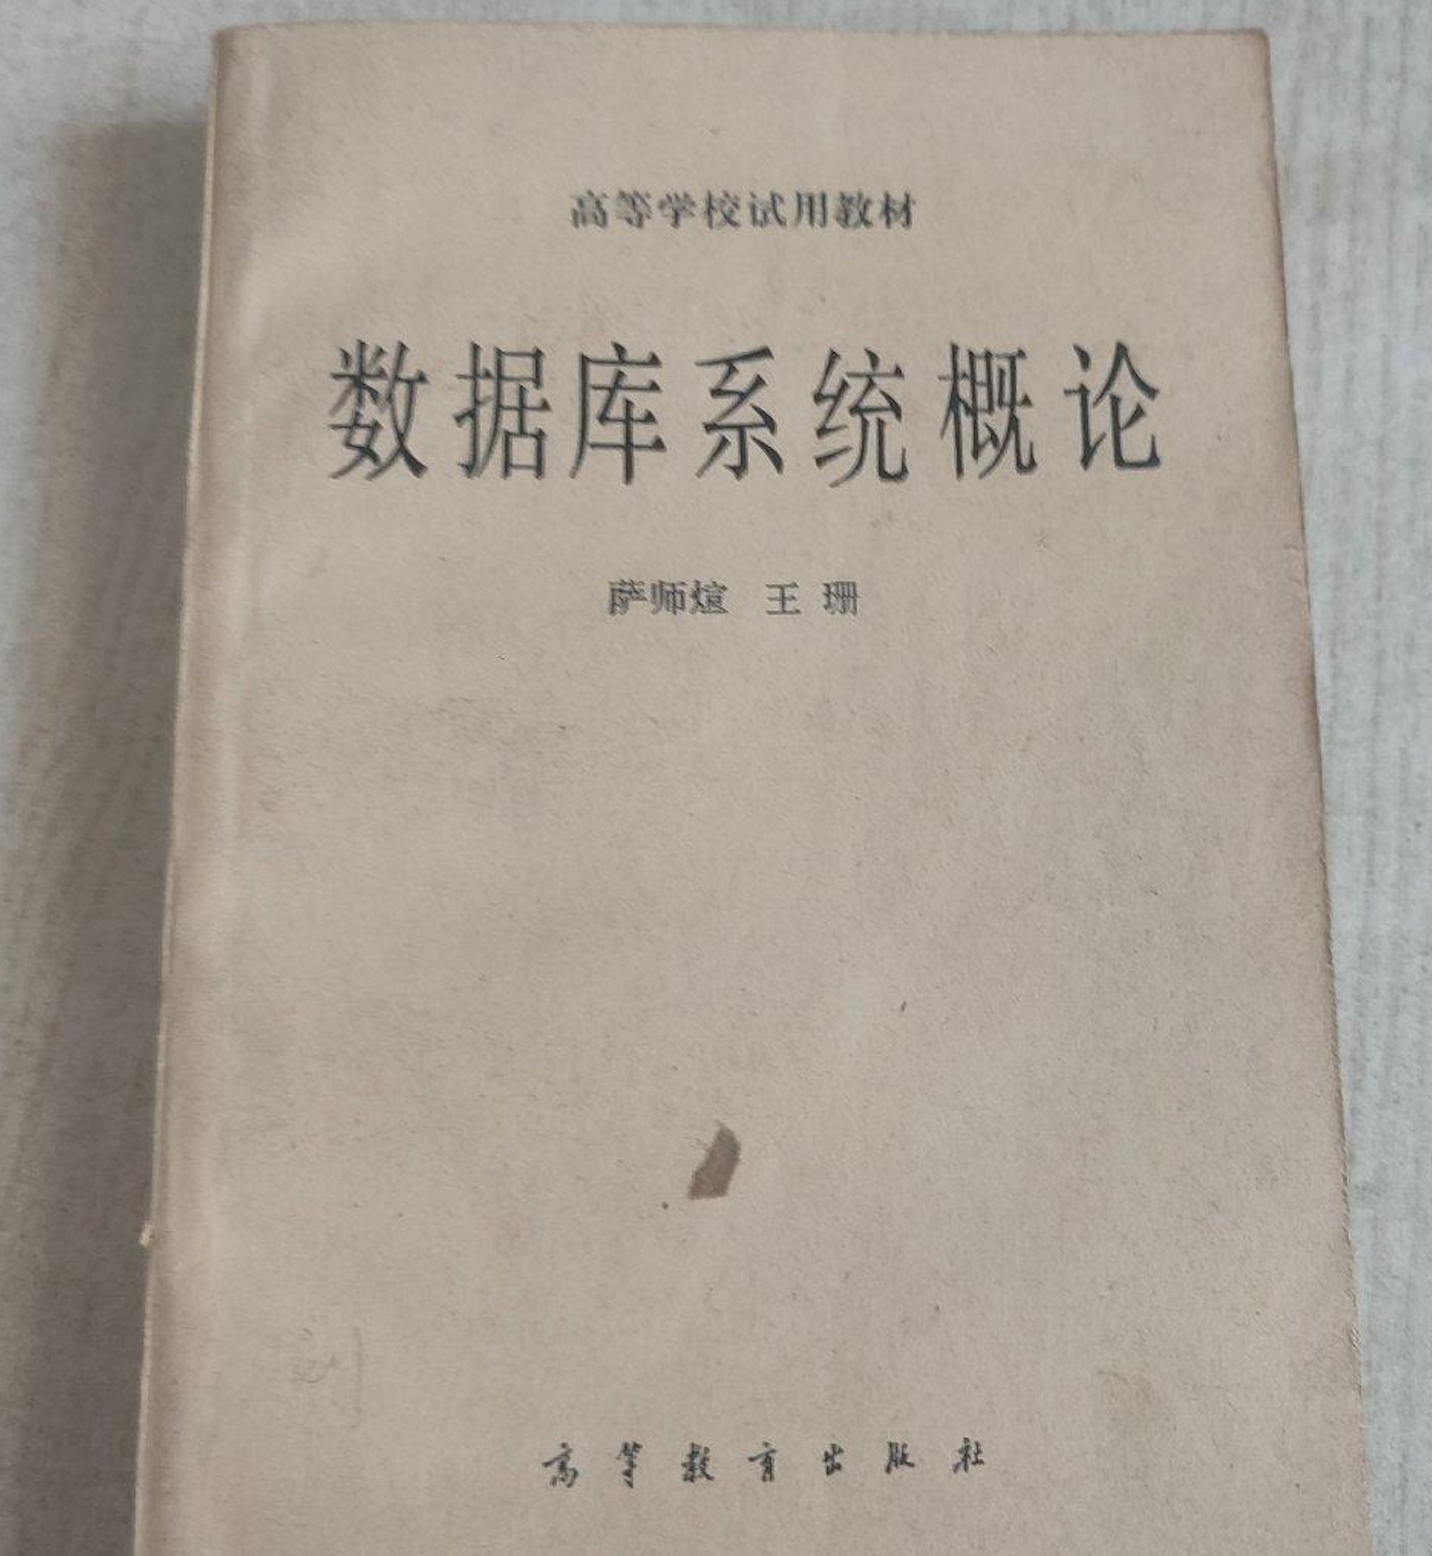 高等学校试用教材
数据库系统概论
萨师煊 王珊
高等教育出版社